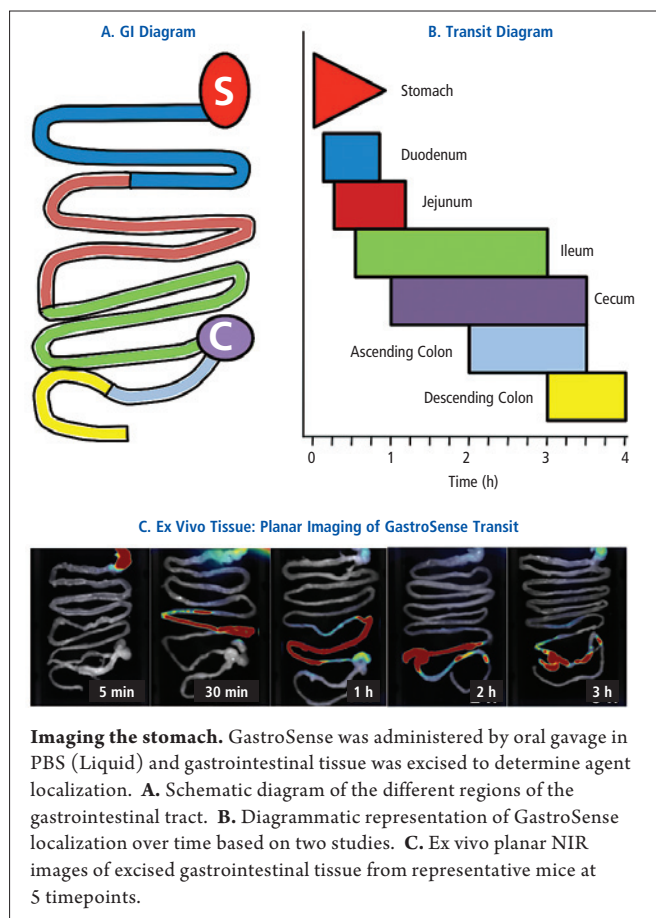 A. GI Diagram
B. Transit Diagram
S
C
Stomach
Duodenum
Jejunum
Ileum
Cecum
Ascending Colon
Descending Colon
0 1 2 3 4
Time (h)
C. Ex Vivo Tissue: Planar Imaging of GastroSense Transit
5 min 30 min 1 h 2 h 3 h
Imaging the stomach. GastroSense was administered by oral gavage in
PBS (Liquid) and gastrointestinal tissue was excised to determine agent
localization. A. Schematic diagram of the different regions of the
gastrointestinal tract. B. Diagrammatic representation of GastroSense
localization over time based on two studies. C. Ex vivo planar NIR
images of excised gastrointestinal tissue from representative mice at
5 timepoints.